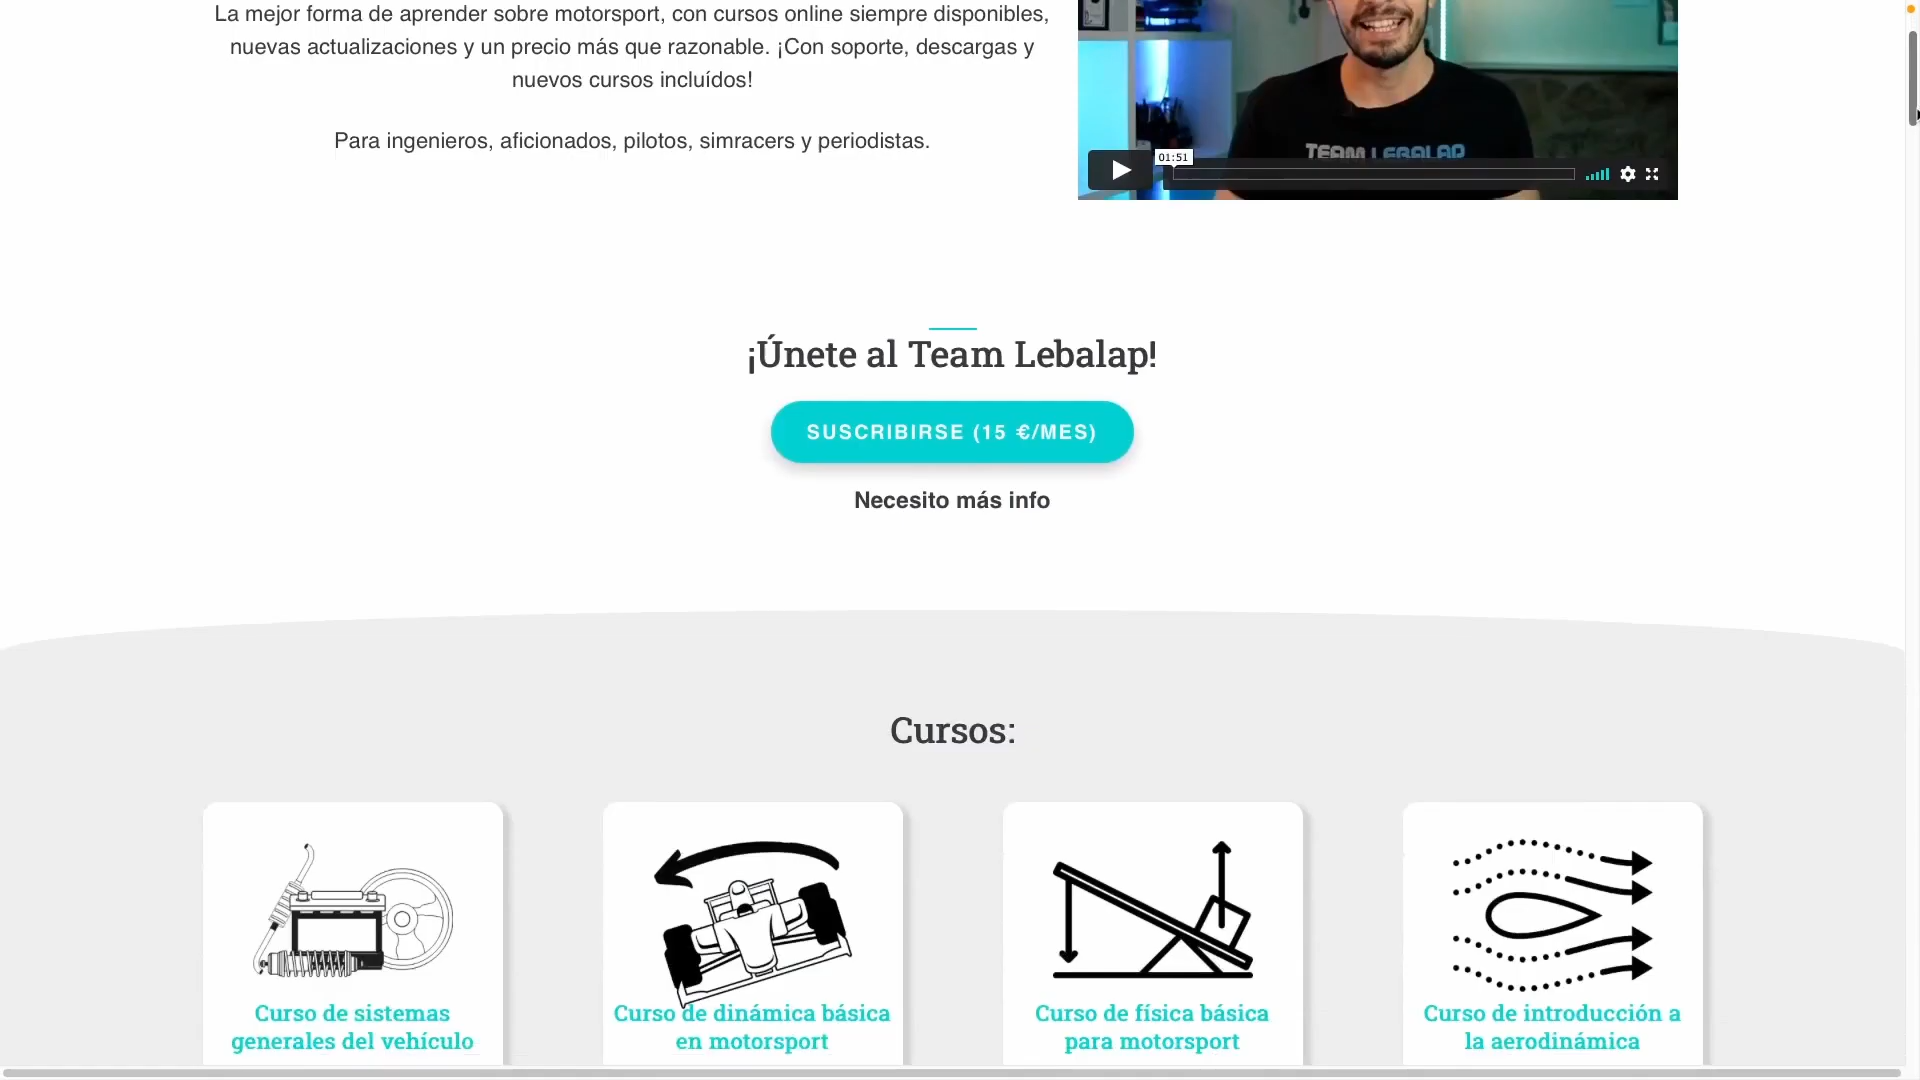 La mejor forma de aprender sobre motorsport, con cursos online siempre disponibles,
nuevas actualizaciones y un precio más que razonable. ¡Con soporte, descargas y
nuevos cursos incluídos!
Para ingenieros, aficionados, pilotos, simracers y periodistas.
TEAM LEBALAP
01:51
¡Únete al Team Lebalap!
SUSCRIBIRSE (15 €/MES)
Necesito más info
Cursos:
Curso de sistemas
generales del vehículo
Curso de dinámica básica
en motorsport
Curso de física básica
para motorsport
Curso de introducción a
la aerodinámica